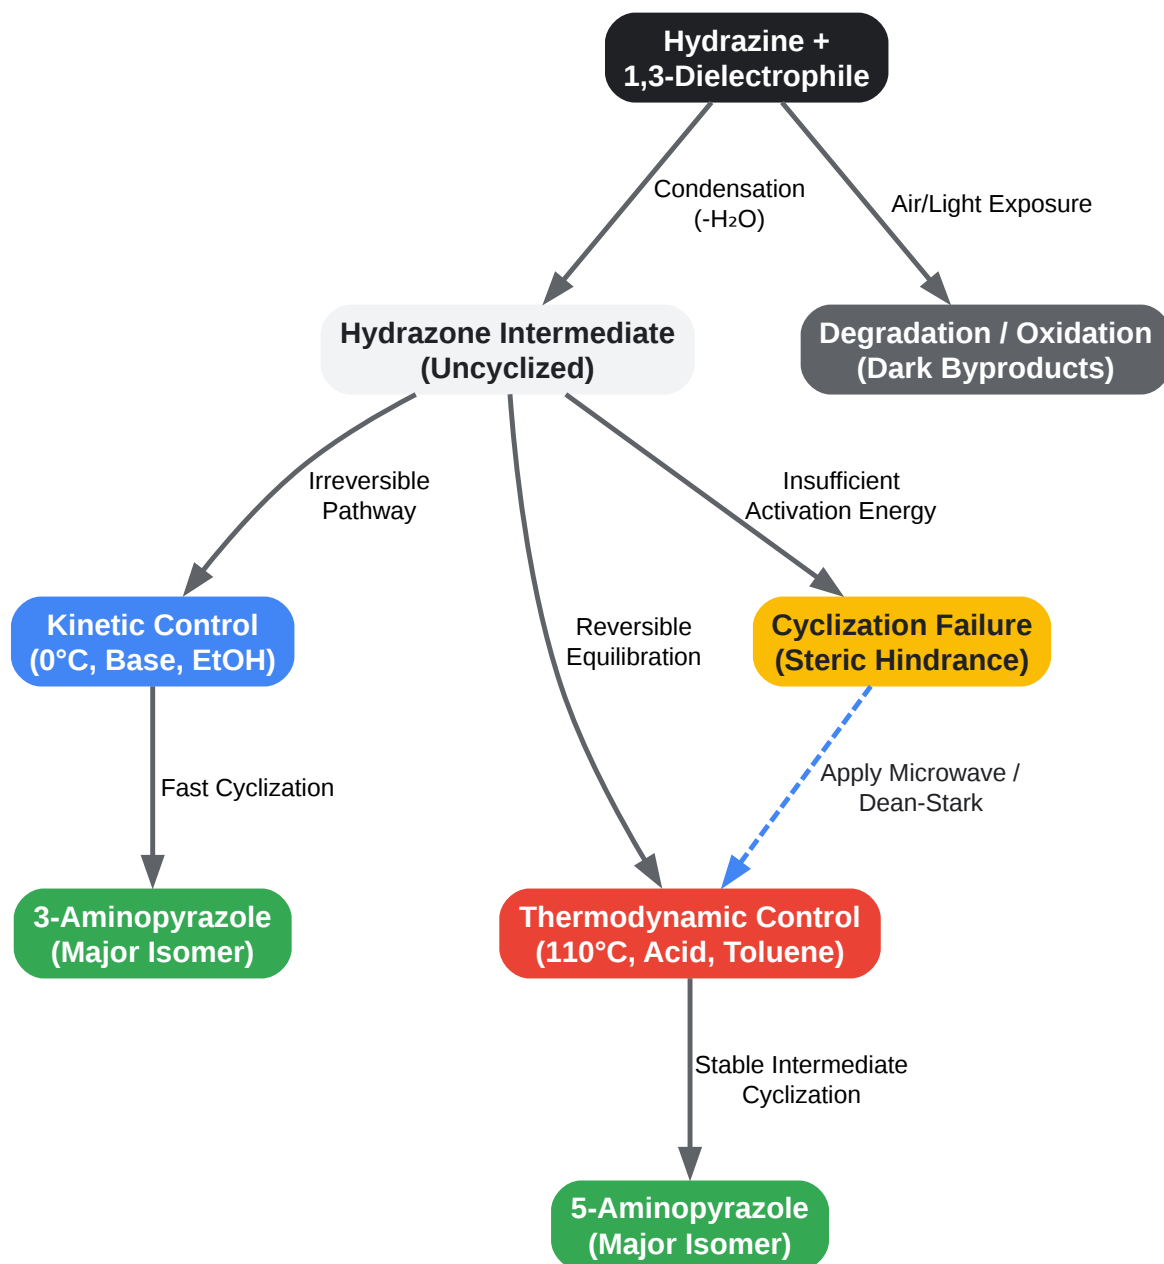 Hydrazine +
1,3-Dielectrophile
Condensation
(-H₂O)
Air/Light Exposure
Hydrazone Intermediate
(Uncyclized)
Degradation / Oxidation
(Dark Byproducts)
Irreversible
Pathway
Insufficient
Activation Energy
Kinetic Control
(0°C, Base, EtOH)
Reversible
Equilibration
Cyclization Failure
(Steric Hindrance)
Fast Cyclization
Apply Microwave /
Dean-Stark
3-Aminopyrazole
(Major Isomer)
Thermodynamic Control
(110°C, Acid, Toluene)
Stable Intermediate
Cyclization
5-Aminopyrazole
(Major Isomer)